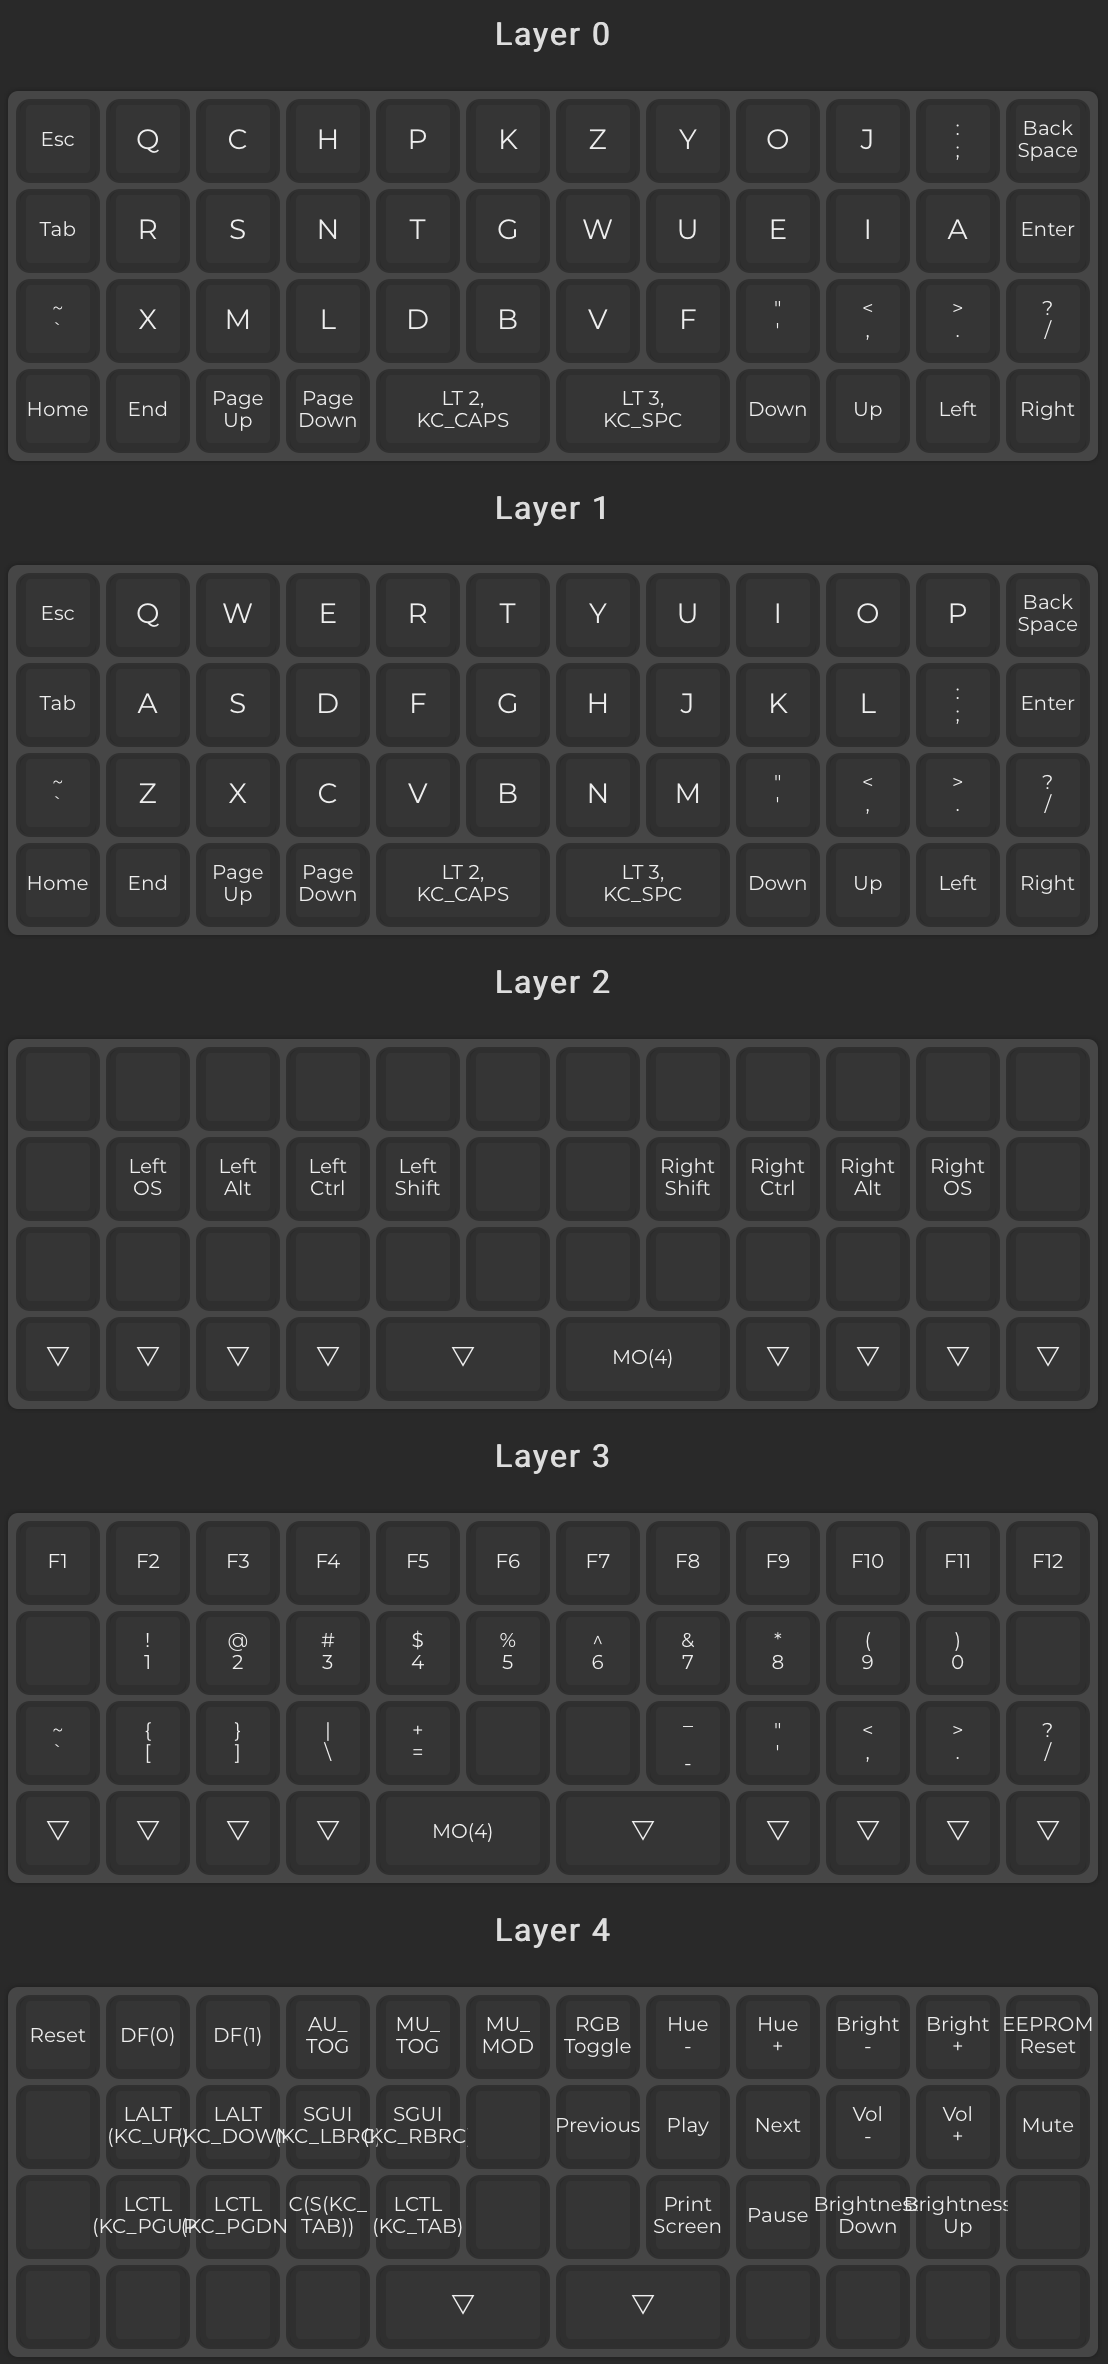 Layer 0
Esc Q C H P K Z Y O J : ; Back Space
Tab R S N T G W U E I A Enter
~ ` X M L D B V F " ' < , > . ? /
Home End Page Up Page Down LT 2, KC_CAPS LT 3, KC_SPC Down Up Left Right
Layer 1
Esc Q W E R T Y U I O P Back Space
Tab A S D F G H J K L : ; Enter
~ ` Z X C V B N M " ' < , > . ? /
Home End Page Up Page Down LT 2, KC_CAPS LT 3, KC_SPC Down Up Left Right
Layer 2
Left OS Left Alt Left Ctrl Left Shift Right Shift Right Ctrl Right Alt Right OS
▽ ▽ ▽ ▽ ▽ MO(4) ▽ ▽ ▽ ▽
Layer 3
F1 F2 F3 F4 F5 F6 F7 F8 F9 F10 F11 F12
! 1 @ 2 # 3 $ 4 % 5 ^ 6 & 7 * 8 ( 9 ) 0
~ ` { [ } ] | \ + = _ - " ' < , > . ? /
▽ ▽ ▽ ▽ MO(4) ▽ ▽ ▽ ▽ ▽
Layer 4
Reset DF(0) DF(1) AU_ TOG MU_ TOG MU_ MOD RGB Toggle Hue - Hue + Bright - Bright + EEPROM Reset
LALT (KC_UP) LALT (KC_DOWN SGUI (KC_LBRC SGUI (KC_RBRC Previous Play Next Vol - Vol + Mute
LCTL (KC_PGUP LCTL (KC_PGDN C(S(KC_ TAB)) LCTL (KC_TAB) Print Screen Pause Brightness Down Brightness Up
▽ ▽